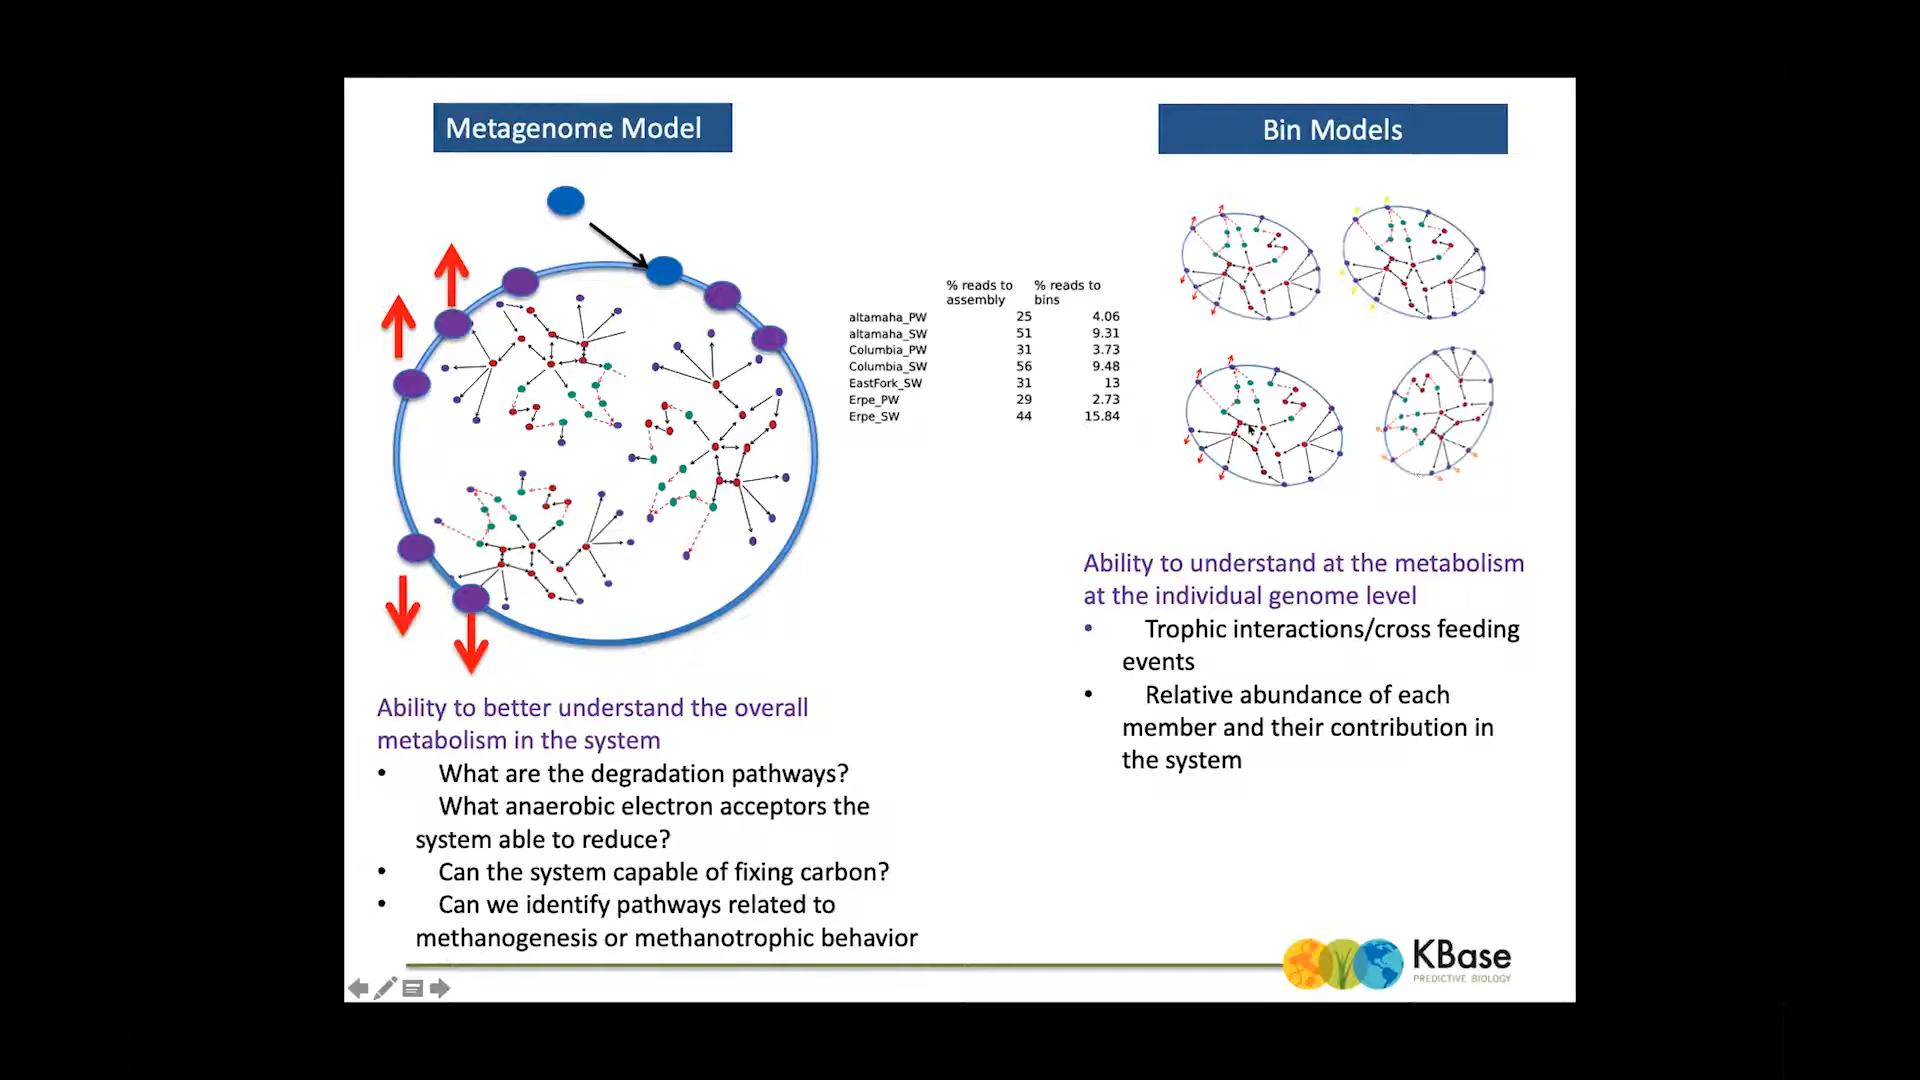 Metagenome Model
Bin Models
% reads to % reads to
assembly bins
altamaha_PW 25 4.06
altamaha_SW 51 9.31
Columbia_PW 31 3.73
Columbia_SW 56 9.48
EastFork_SW 31 13
Erpe_PW 29 2.73
Erpe_SW 44 15.84
Ability to better understand the overall
metabolism in the system
• What are the degradation pathways?
What anaerobic electron acceptors the
system able to reduce?
• Can the system capable of fixing carbon?
• Can we identify pathways related to
methanogenesis or methanotrophic behavior
Ability to understand at the metabolism
at the individual genome level
• Trophic interactions/cross feeding
events
• Relative abundance of each
member and their contribution in
the system
KBase
PREDICTIVE BIOLOGY